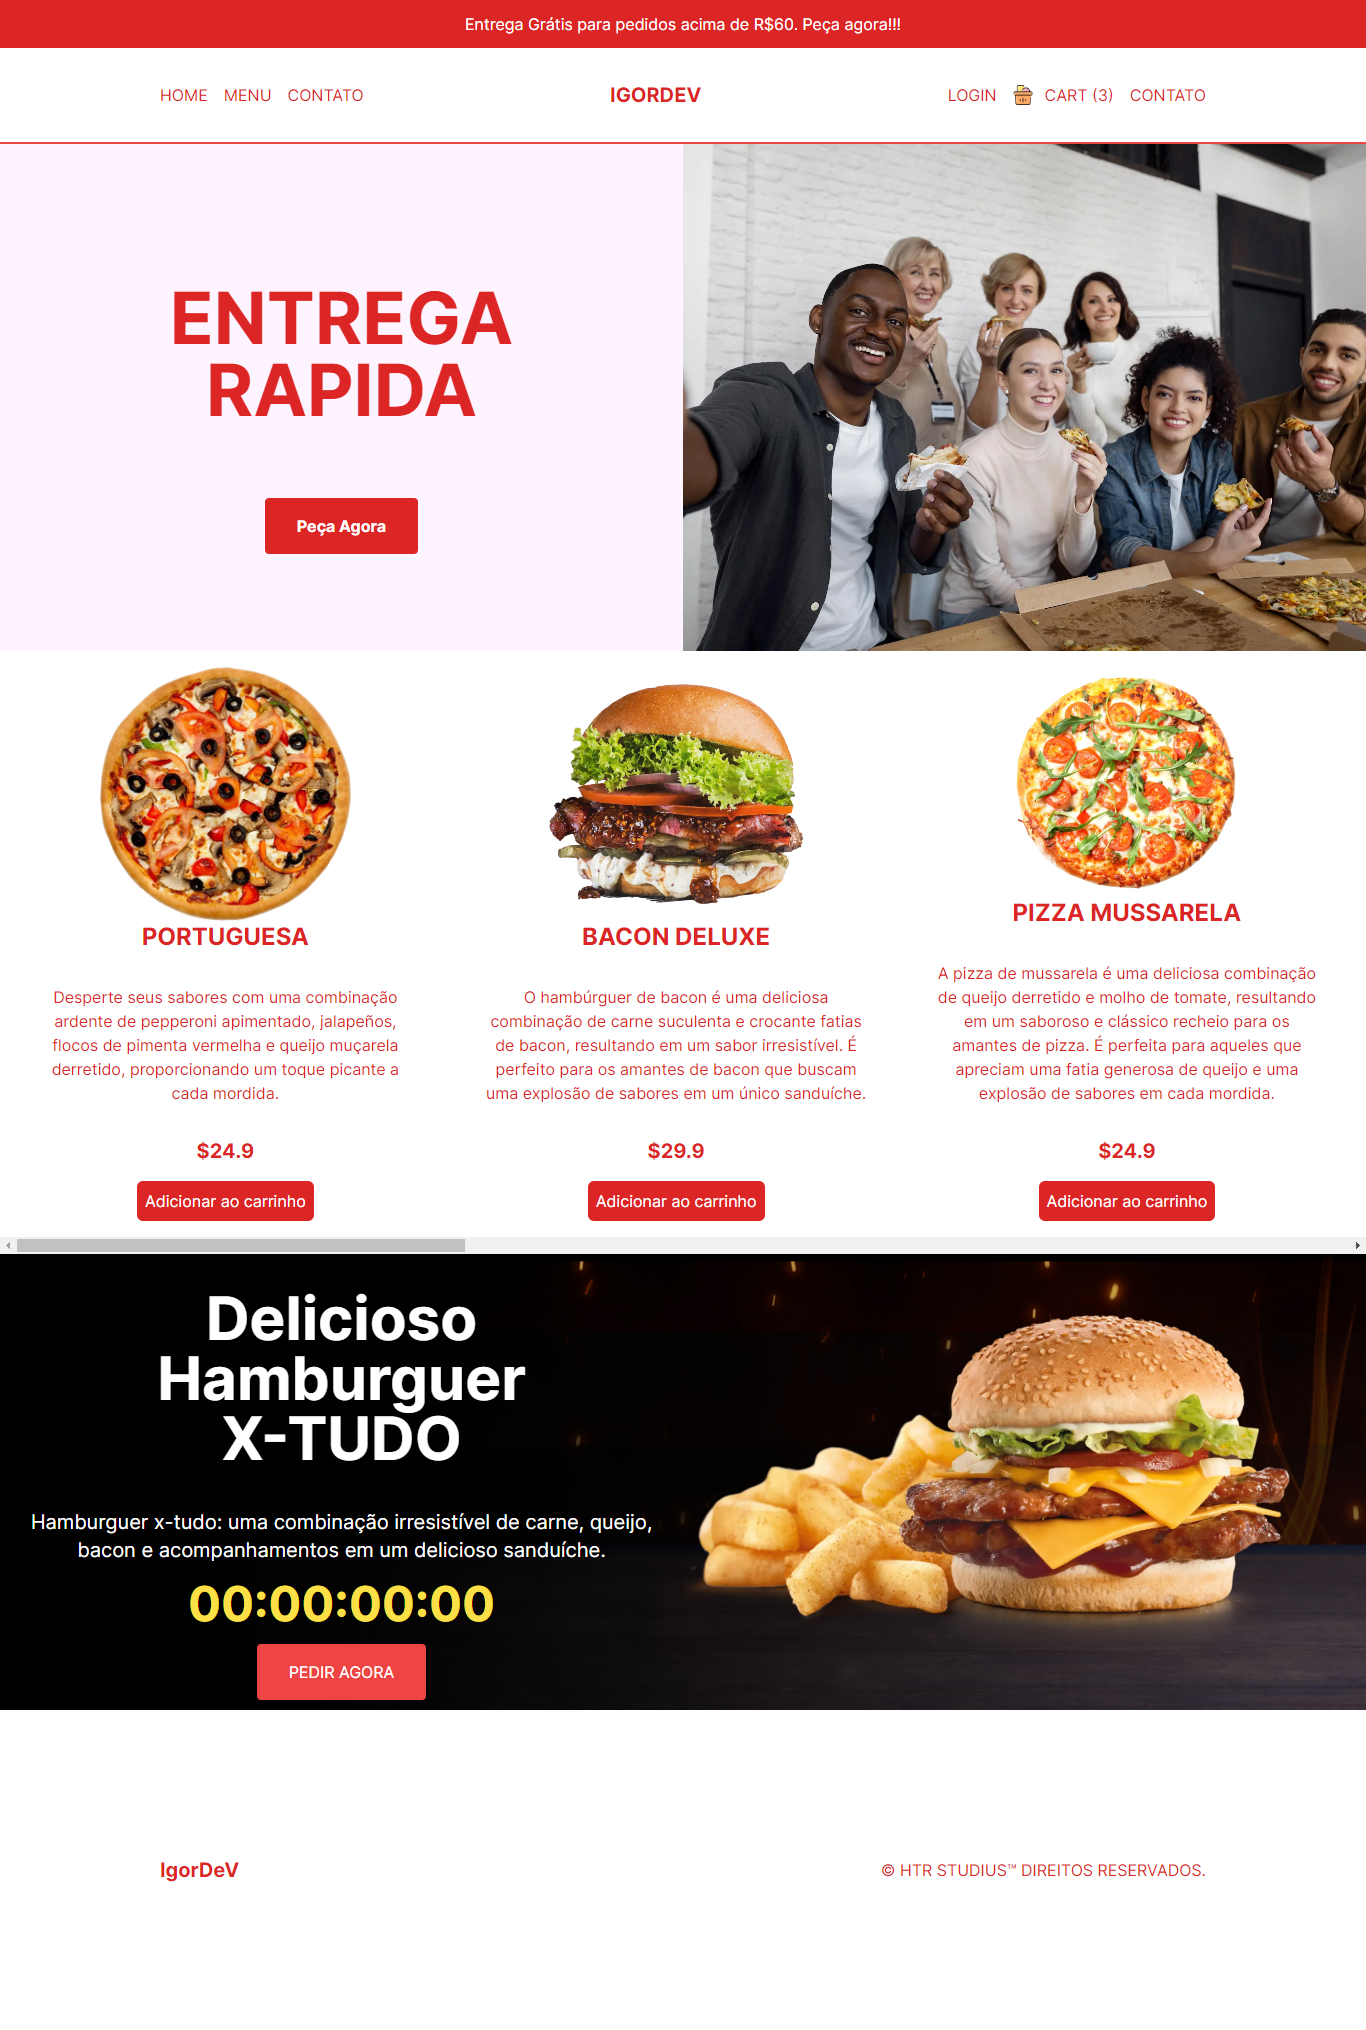 Entrega Grátis para pedidos acima de R$60. Peça agora!!!
HOME MENU CONTATO
IGORDEV
LOGIN CART (3) CONTATO
ENTREGA
RAPIDA
Peça Agora
PORTUGUESA
Desperte seus sabores com uma combinação
ardente de pepperoni apimentado, jalapeños,
flocos de pimenta vermelha e queijo muçarela
derretido, proporcionando um toque picante a
cada mordida.
$24.9
Adicionar ao carrinho
BACON DELUXE
O hambúrguer de bacon é uma deliciosa
combinação de carne suculenta e crocante fatias
de bacon, resultando em um sabor irresistível. É
perfeito para os amantes de bacon que buscam
uma explosão de sabores em um único sanduíche.
$29.9
Adicionar ao carrinho
PIZZA MUSSARELA
A pizza de mussarela é uma deliciosa combinação
de queijo derretido e molho de tomate, resultando
em um saboroso e clássico recheio para os
amantes de pizza. É perfeita para aqueles que
apreciam uma fatia generosa de queijo e uma
explosão de sabores em cada mordida.
$24.9
Adicionar ao carrinho
Delicioso
Hamburguer
X-TUDO
Hamburguer x-tudo: uma combinação irresistível de carne, queijo,
bacon e acompanhamentos em um delicioso sanduíche.
00:00:00:00
PEDIR AGORA
IgorDeV
© HTR STUDIUS™ DIREITOS RESERVADOS.